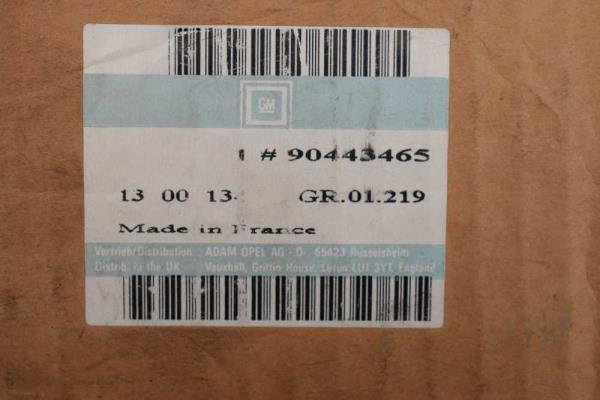 GM
1 # 90443465
13 00 13- GR.01.219
Made in France
Vertrieb/Distribution : ADAM OPEL AG - D- 65423 Russelsheim
Distrib. in the UK Vauxhall, Griffin House, Luton LU1 3YT England